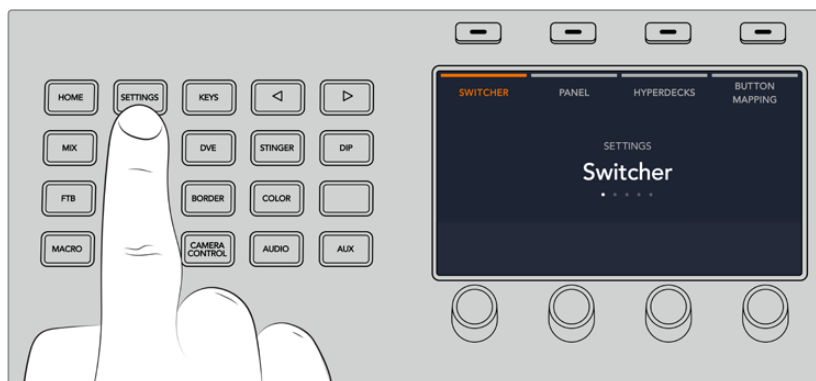 HOME
SETTINGS
KEYS
MIX
DVE
STINGER
DIP
FTB
BORDER
COLOR
MACRO
CAMERA
CONTROL
AUDIO
AUX
SWITCHER
PANEL
HYPERDECKS
BUTTON
MAPPING
SETTINGS
Switcher